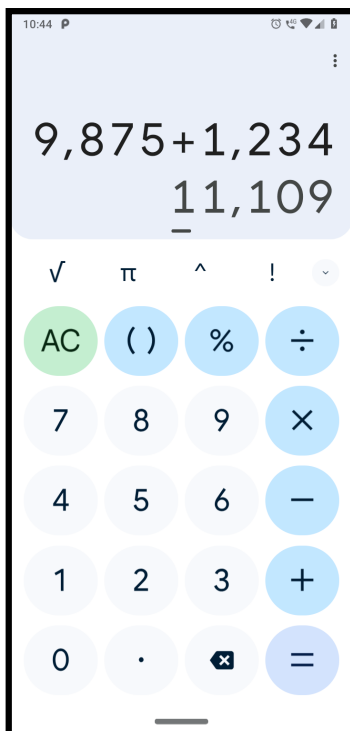 10:44
4G
9,875+1,234
11,109
√ π ^ !
AC ( ) % ÷
7 8 9 ×
4 5 6 −
1 2 3 +
0 . =